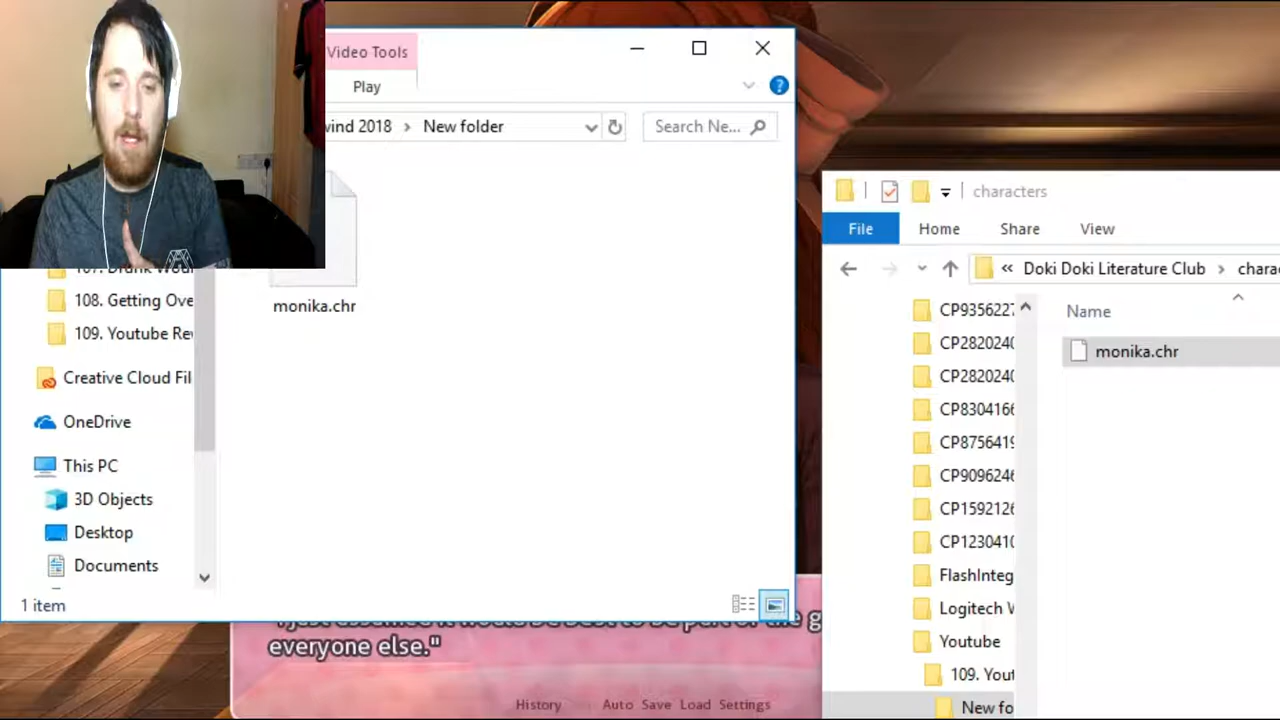 Video Tools
Play
wind 2018 > New folder
Search Ne...
monika.chr
108. Getting Ove
109. Youtube Re
Creative Cloud Fil
OneDrive
This PC
3D Objects
Desktop
Documents
1 item
everyone else."
History Auto Save Load Settings
characters
File Home Share View
« Doki Doki Literature Club > chara
Name
monika.chr
CP9356227
CP2820240
CP2820240
CP8304166
CP8756419
CP9096246
CP1592126
CP1230410
FlashInteg
Logitech W
Youtube
109. Yout
New fo